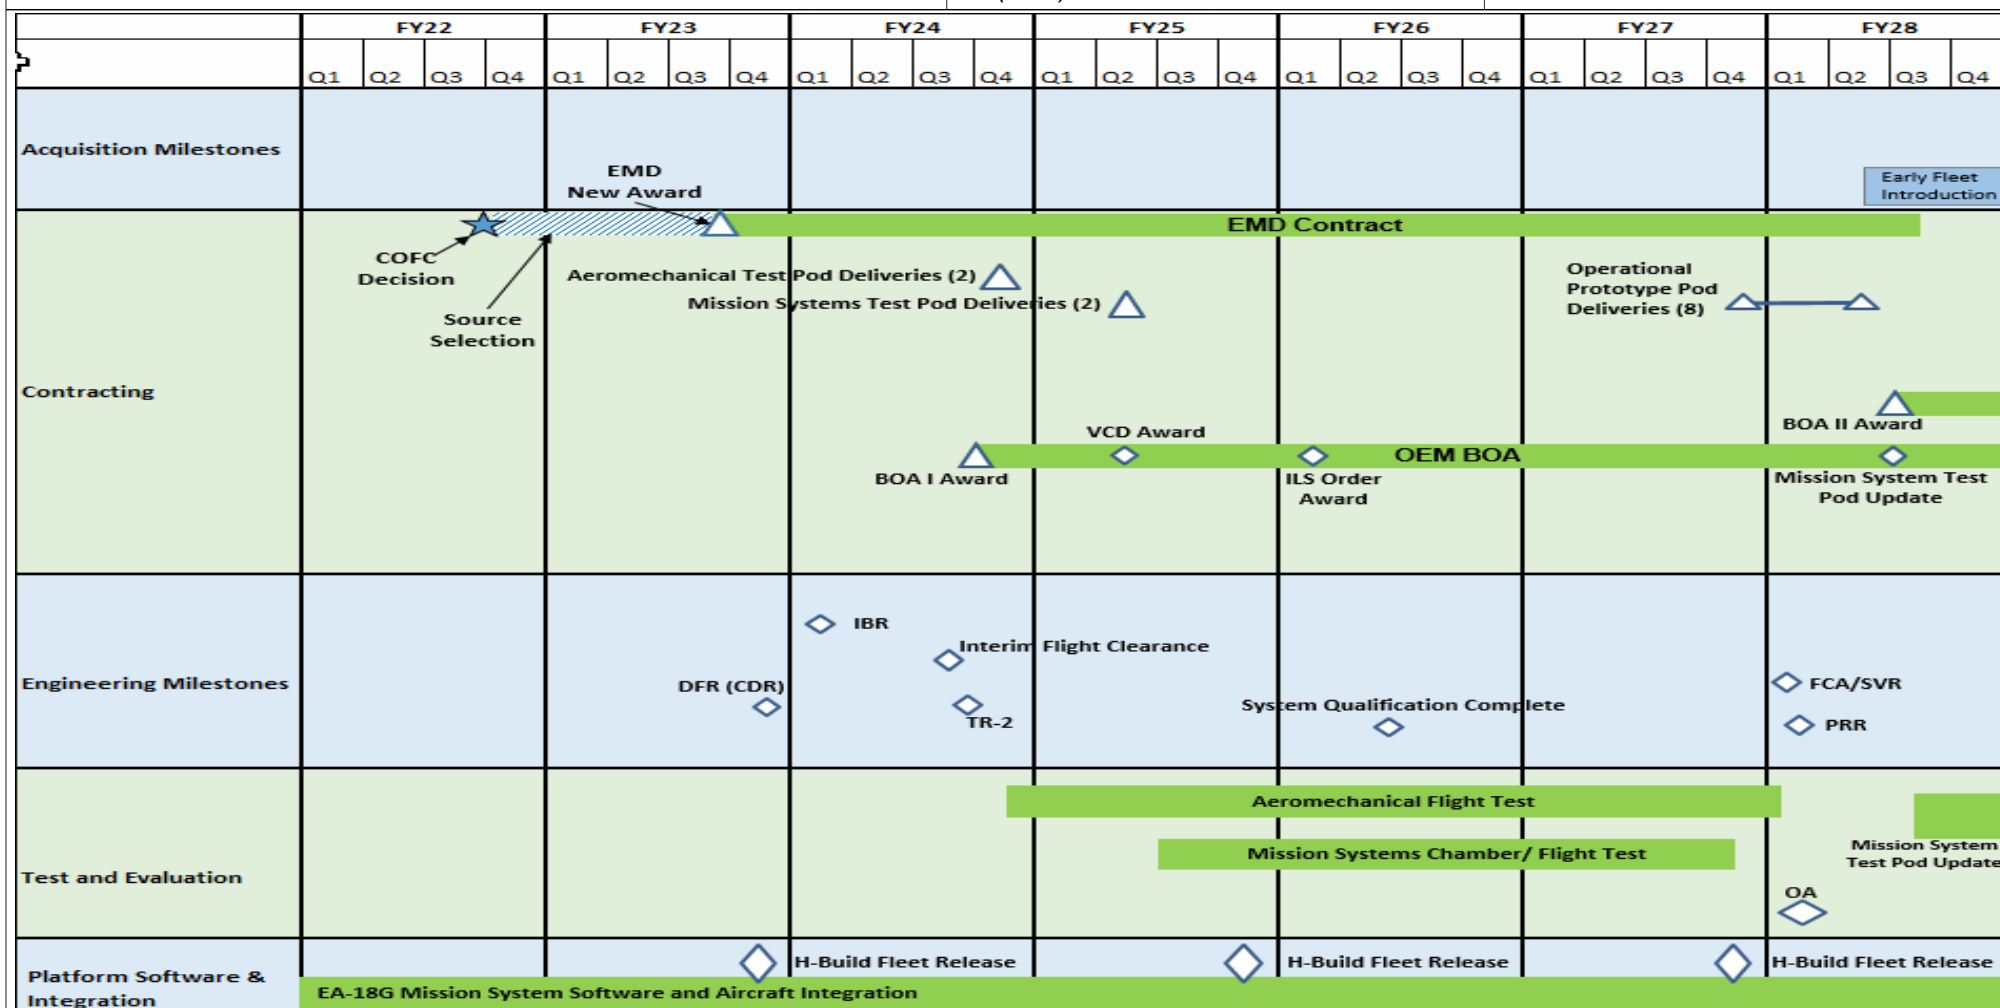 FY22 FY23 FY24 FY25 FY26 FY27 FY28
Q1 Q2 Q3 Q4 Q1 Q2 Q3 Q4 Q1 Q2 Q3 Q4 Q1 Q2 Q3 Q4 Q1 Q2 Q3 Q4 Q1 Q2 Q3 Q4 Q1 Q2 Q3 Q4
Acquisition Milestones
EMD
New Award
Early Fleet
Introduction
EMD Contract
COFC
Decision
Source
Selection
Aeromechanical Test Pod Deliveries (2)
Mission Systems Test Pod Deliveries (2)
Operational
Prototype Pod
Deliveries (8)
Contracting
BOA II Award
VCD Award
OEM BOA
BOA I Award
ILS Order
Award
Mission System Test
Pod Update
IBR
Interim Flight Clearance
Engineering Milestones
DFR (CDR)
TR-2
System Qualification Complete
FCA/SVR
PRR
Aeromechanical Flight Test
Mission Systems Chamber/ Flight Test
Mission System
Test Pod Update
Test and Evaluation
OA
Platform Software &
Integration
H-Build Fleet Release
H-Build Fleet Release
H-Build Fleet Release
EA-18G Mission System Software and Aircraft Integration